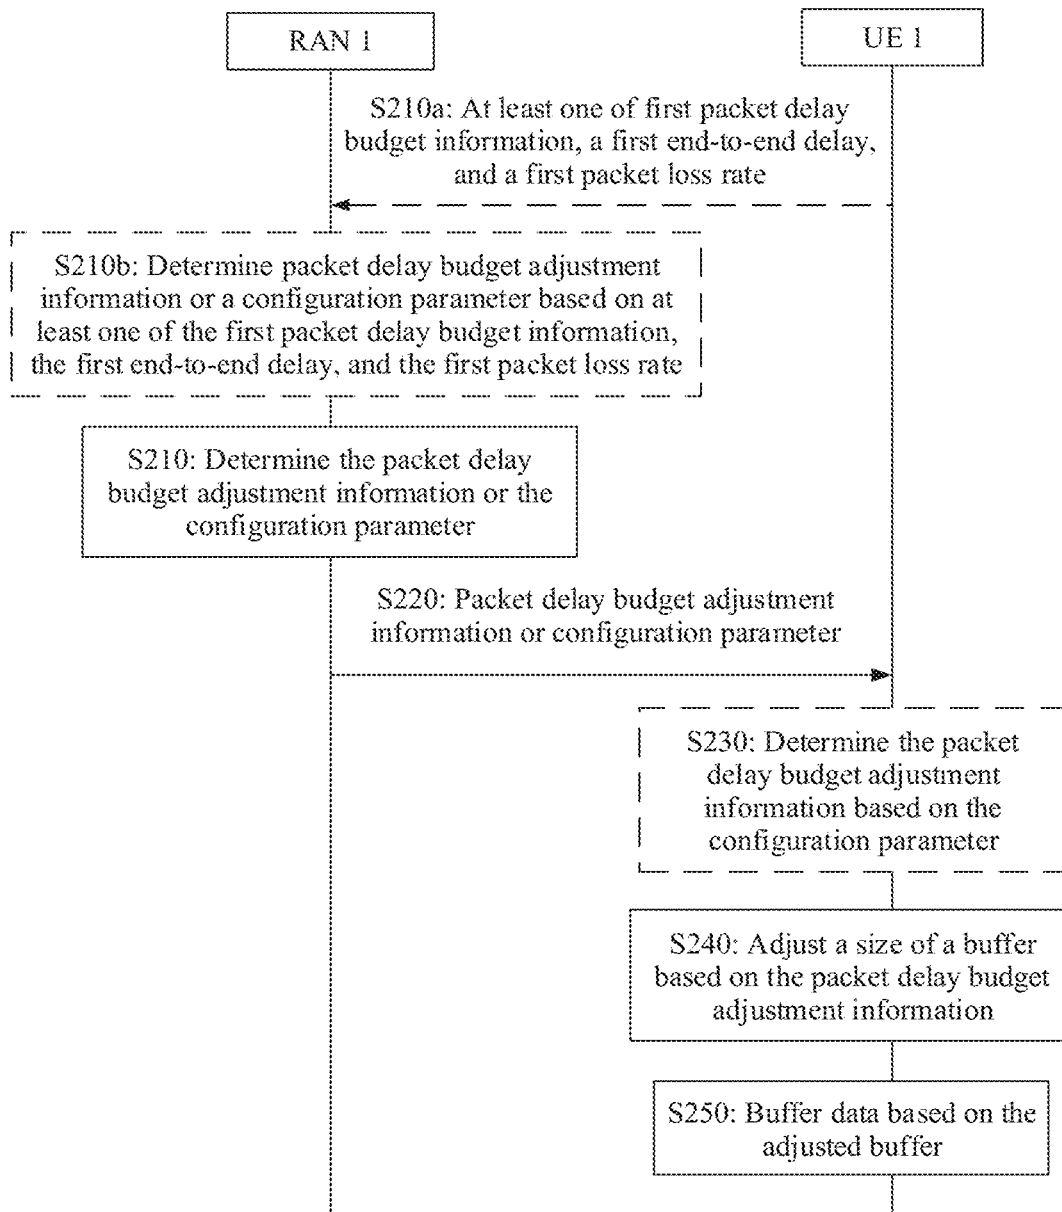 RAN 1
UE 1
S210a: At least one of first packet delay
budget information, a first end-to-end delay,
and a first packet loss rate
S210b: Determine packet delay budget adjustment
information or a configuration parameter based on at
least one of the first packet delay budget information,
the first end-to-end delay, and the first packet loss rate
S210: Determine the packet delay
budget adjustment information or the
configuration parameter
S220: Packet delay budget adjustment
information or configuration parameter
S230: Determine the packet
delay budget adjustment
information based on the
configuration parameter
S240: Adjust a size of a buffer
based on the packet delay budget
adjustment information
S250: Buffer data based on the
adjusted buffer